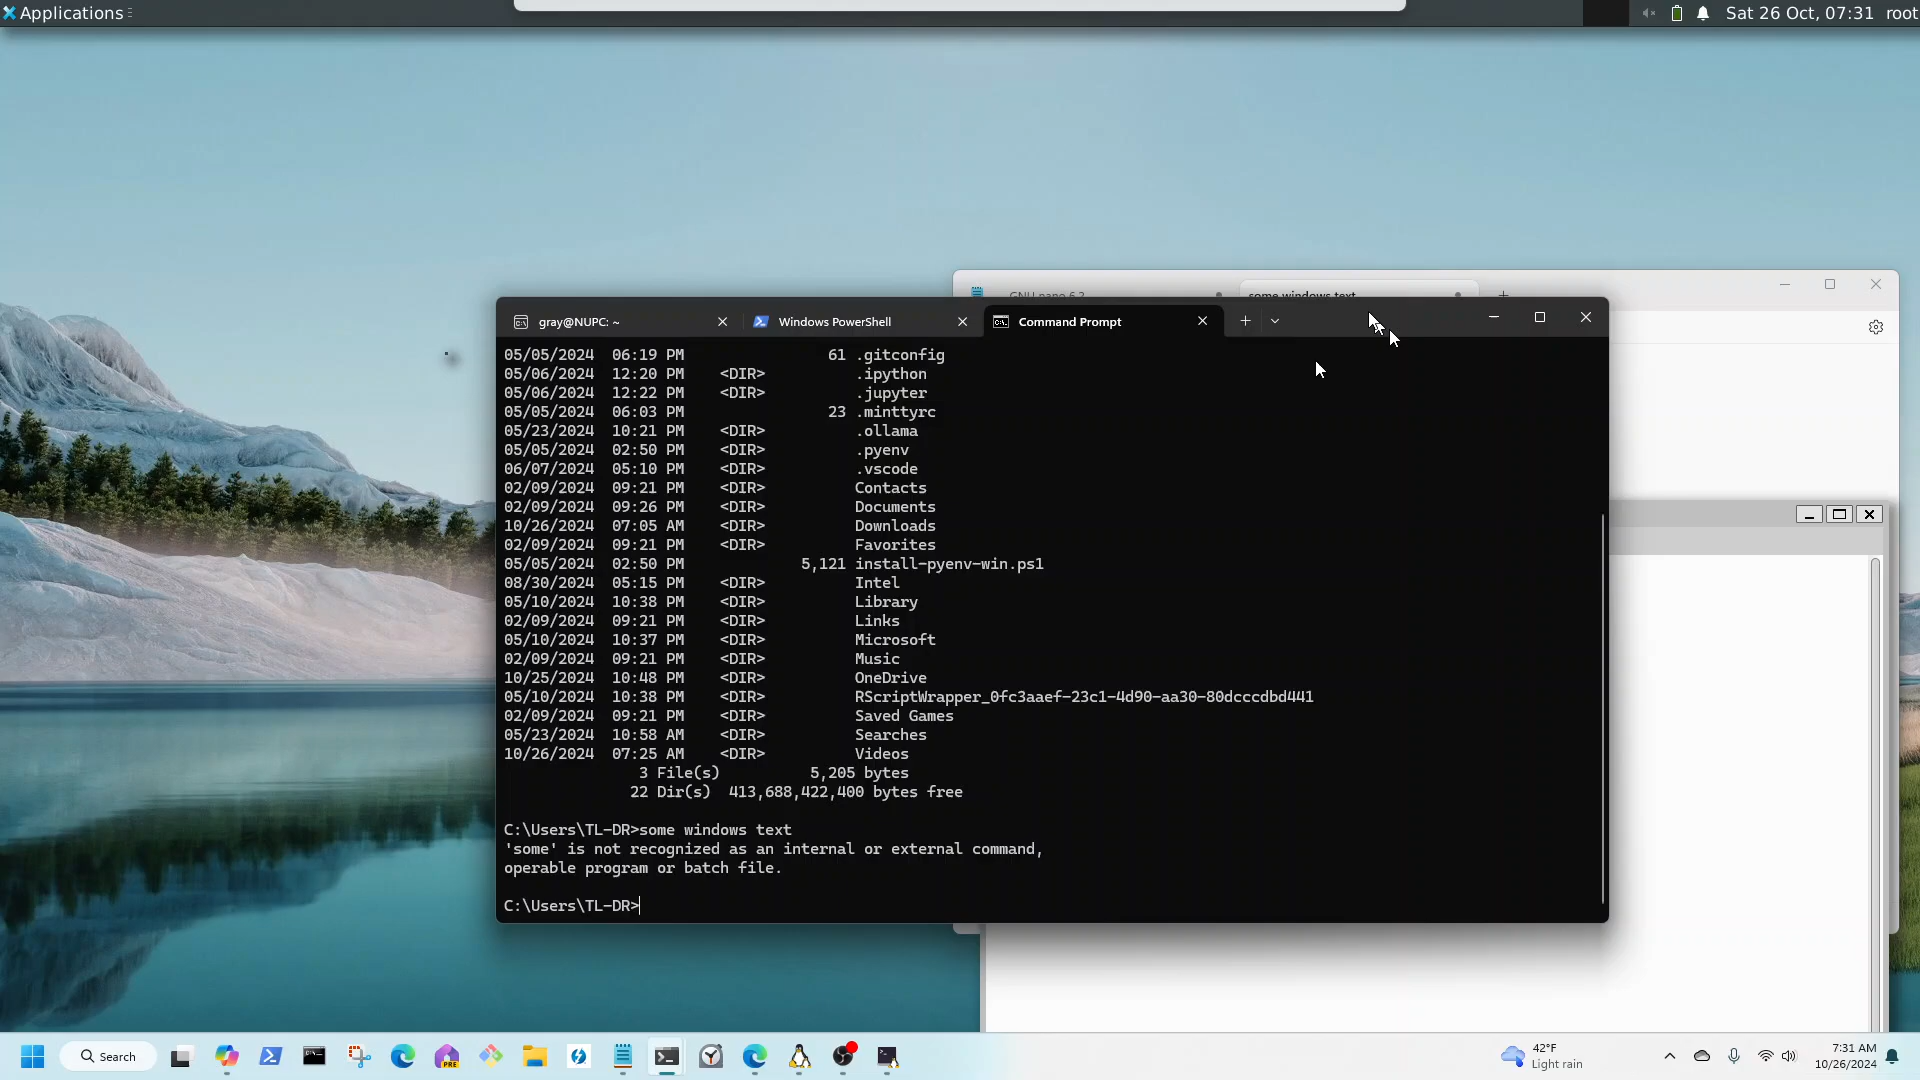 Applications
Sat 26 Oct, 07:31 root
some windows text
gray@NUPC: ~
Windows PowerShell
Command Prompt
05/05/2024 06:19 PM 61 .gitconfig
05/06/2024 12:20 PM <DIR> .ipython
05/06/2024 12:22 PM <DIR> .jupyter
05/05/2024 06:03 PM 23 .minttyrc
05/23/2024 10:21 PM <DIR> .ollama
05/05/2024 02:50 PM <DIR> .pyenv
06/07/2024 05:10 PM <DIR> .vscode
02/09/2024 09:21 PM <DIR> Contacts
02/09/2024 09:26 PM <DIR> Documents
10/26/2024 07:05 AM <DIR> Downloads
02/09/2024 09:21 PM <DIR> Favorites
05/05/2024 02:50 PM 5,121 install-pyenv-win.ps1
08/30/2024 05:15 PM <DIR> Intel
05/10/2024 10:38 PM <DIR> Library
02/09/2024 09:21 PM <DIR> Links
05/10/2024 10:37 PM <DIR> Microsoft
02/09/2024 09:21 PM <DIR> Music
10/25/2024 10:48 PM <DIR> OneDrive
05/10/2024 10:38 PM <DIR> RScriptWrapper_0fc3aaef-23c1-4d90-aa30-80dcccdbd441
02/09/2024 09:21 PM <DIR> Saved Games
05/23/2024 10:58 AM <DIR> Searches
10/26/2024 07:25 AM <DIR> Videos
3 File(s) 5,205 bytes
22 Dir(s) 413,688,422,400 bytes free
C:\Users\TL-DR>some windows text
'some' is not recognized as an internal or external command,
operable program or batch file.
C:\Users\TL-DR>
Search
PRE
42°F
Light rain
7:31 AM
10/26/2024